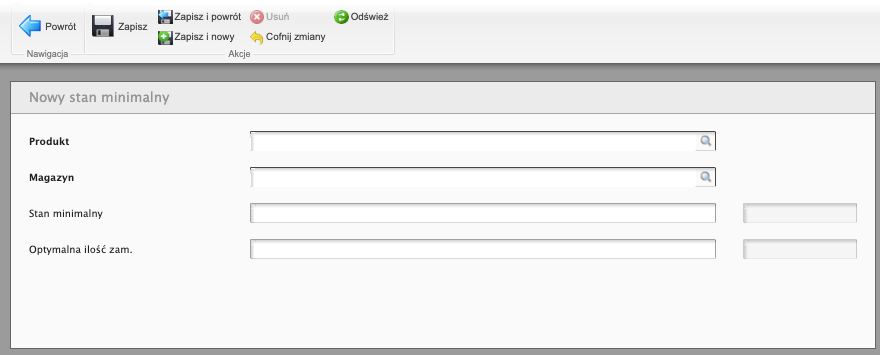 Powrót
Nawigacja
Zapisz
Zapisz i powrót
Zapisz i nowy
Usuń
Cofnij zmiany
Odśwież
Akcje
Nowy stan minimalny
Produkt
Magazyn
Stan minimalny
Optymalna ilość zam.